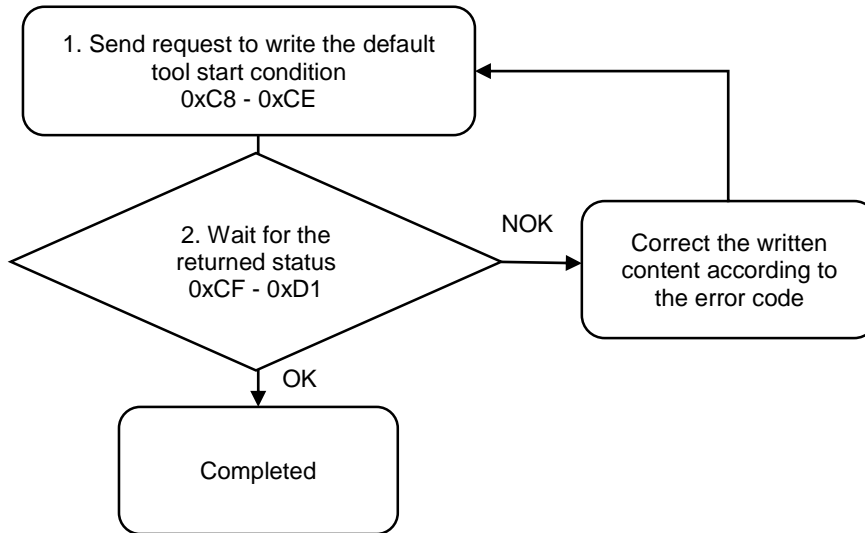 1. Send request to write the default
tool start condition
0xC8 - 0xCE
2. Wait for the
returned status
0xCF - 0xD1
NOK
Correct the written
content according to
the error code
OK
Completed